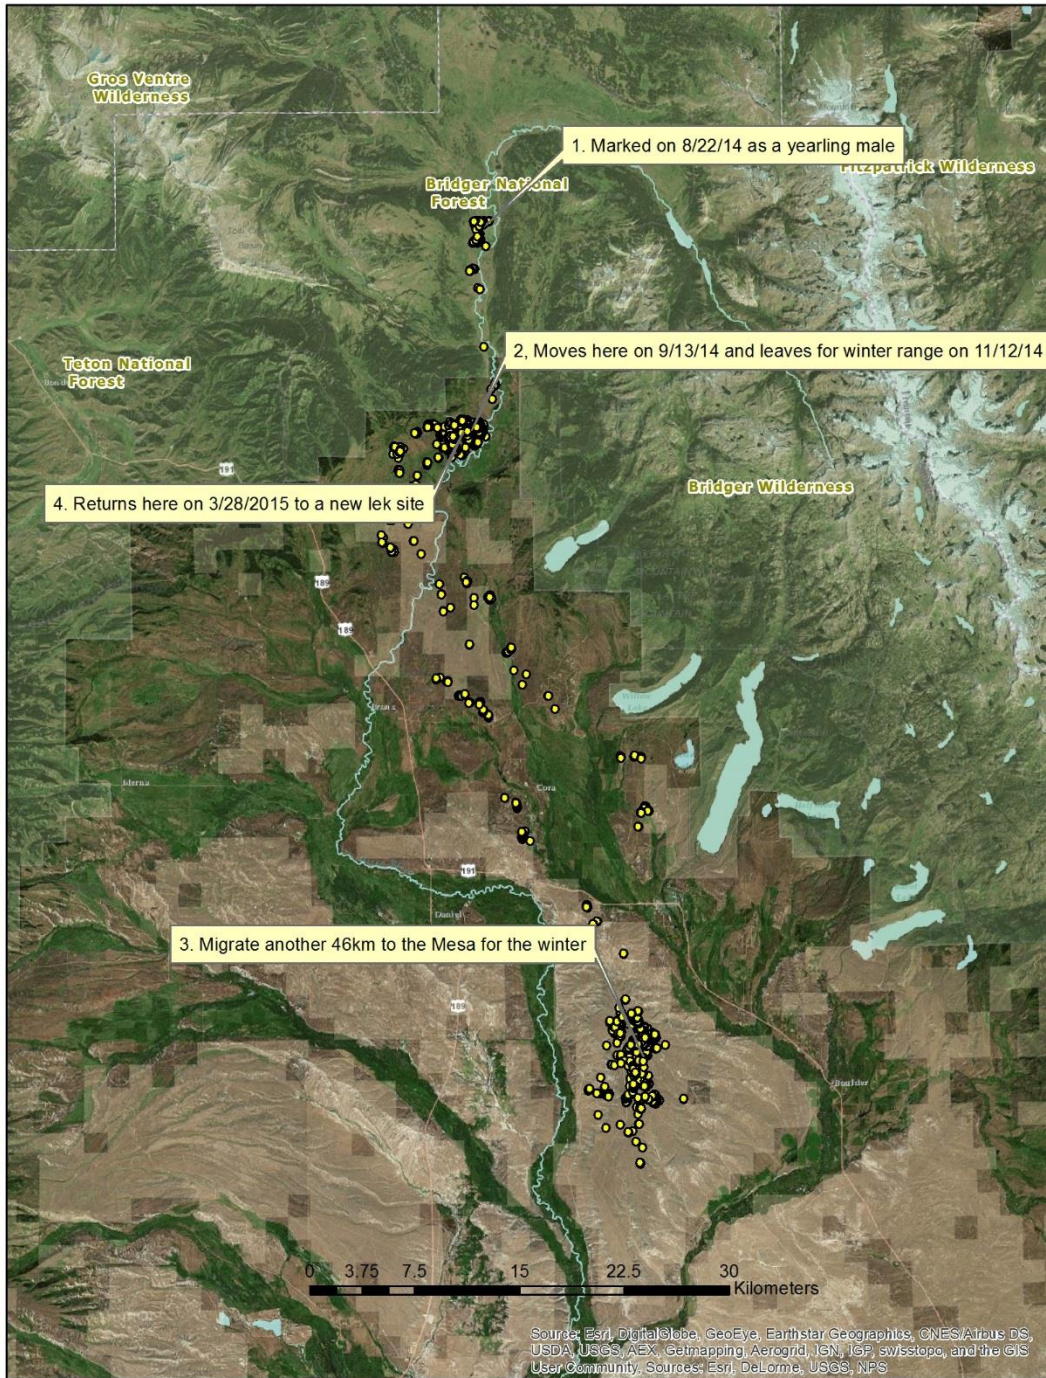 Gros Ventre
Wilderness
1. Marked on 8/22/14 as a yearling male
Fitzpatrick Wilderness
Bridger National
Forest
2, Moves here on 9/13/14 and leaves for winter range on 11/12/14
Teton National
Forest
191
Bridger Wilderness
4. Returns here on 3/28/2015 to a new lek site
189
189
Cora
191
Daniel
3. Migrate another 46km to the Mesa for the winter
189
Boulder
0 3.75 7.5 15 22.5 30
Kilometers
Source: Esri, DigitalGlobe, GeoEye, Earthstar Geographics, CNES/Airbus DS,
USDA, USGS, AEX, Getmapping, Aerogrid, IGN, IGP, swisstopo, and the GIS
User Community, Sources: Esri, DeLorme, USGS, NPS